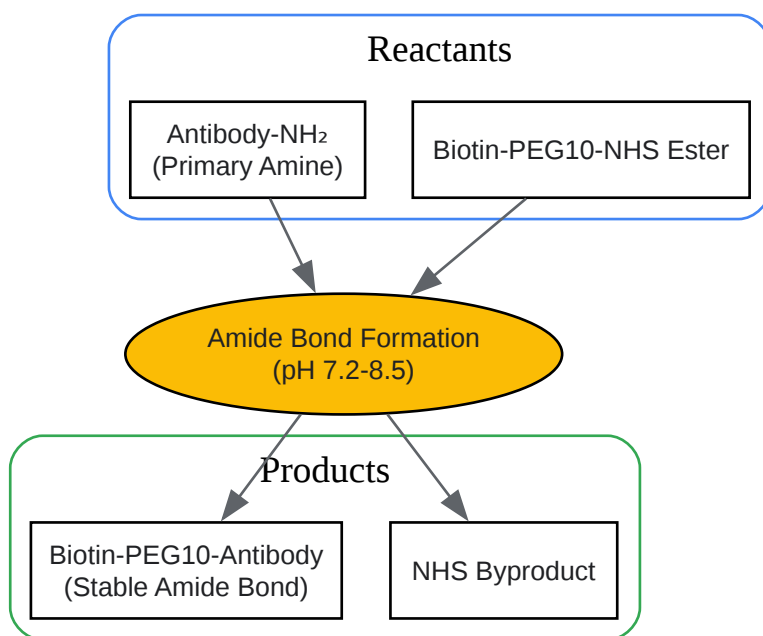 Reactants
Antibody-NH₂
(Primary Amine)
Biotin-PEG10-NHS Ester
Amide Bond Formation
(pH 7.2-8.5)
Products
Biotin-PEG10-Antibody
(Stable Amide Bond)
NHS Byproduct